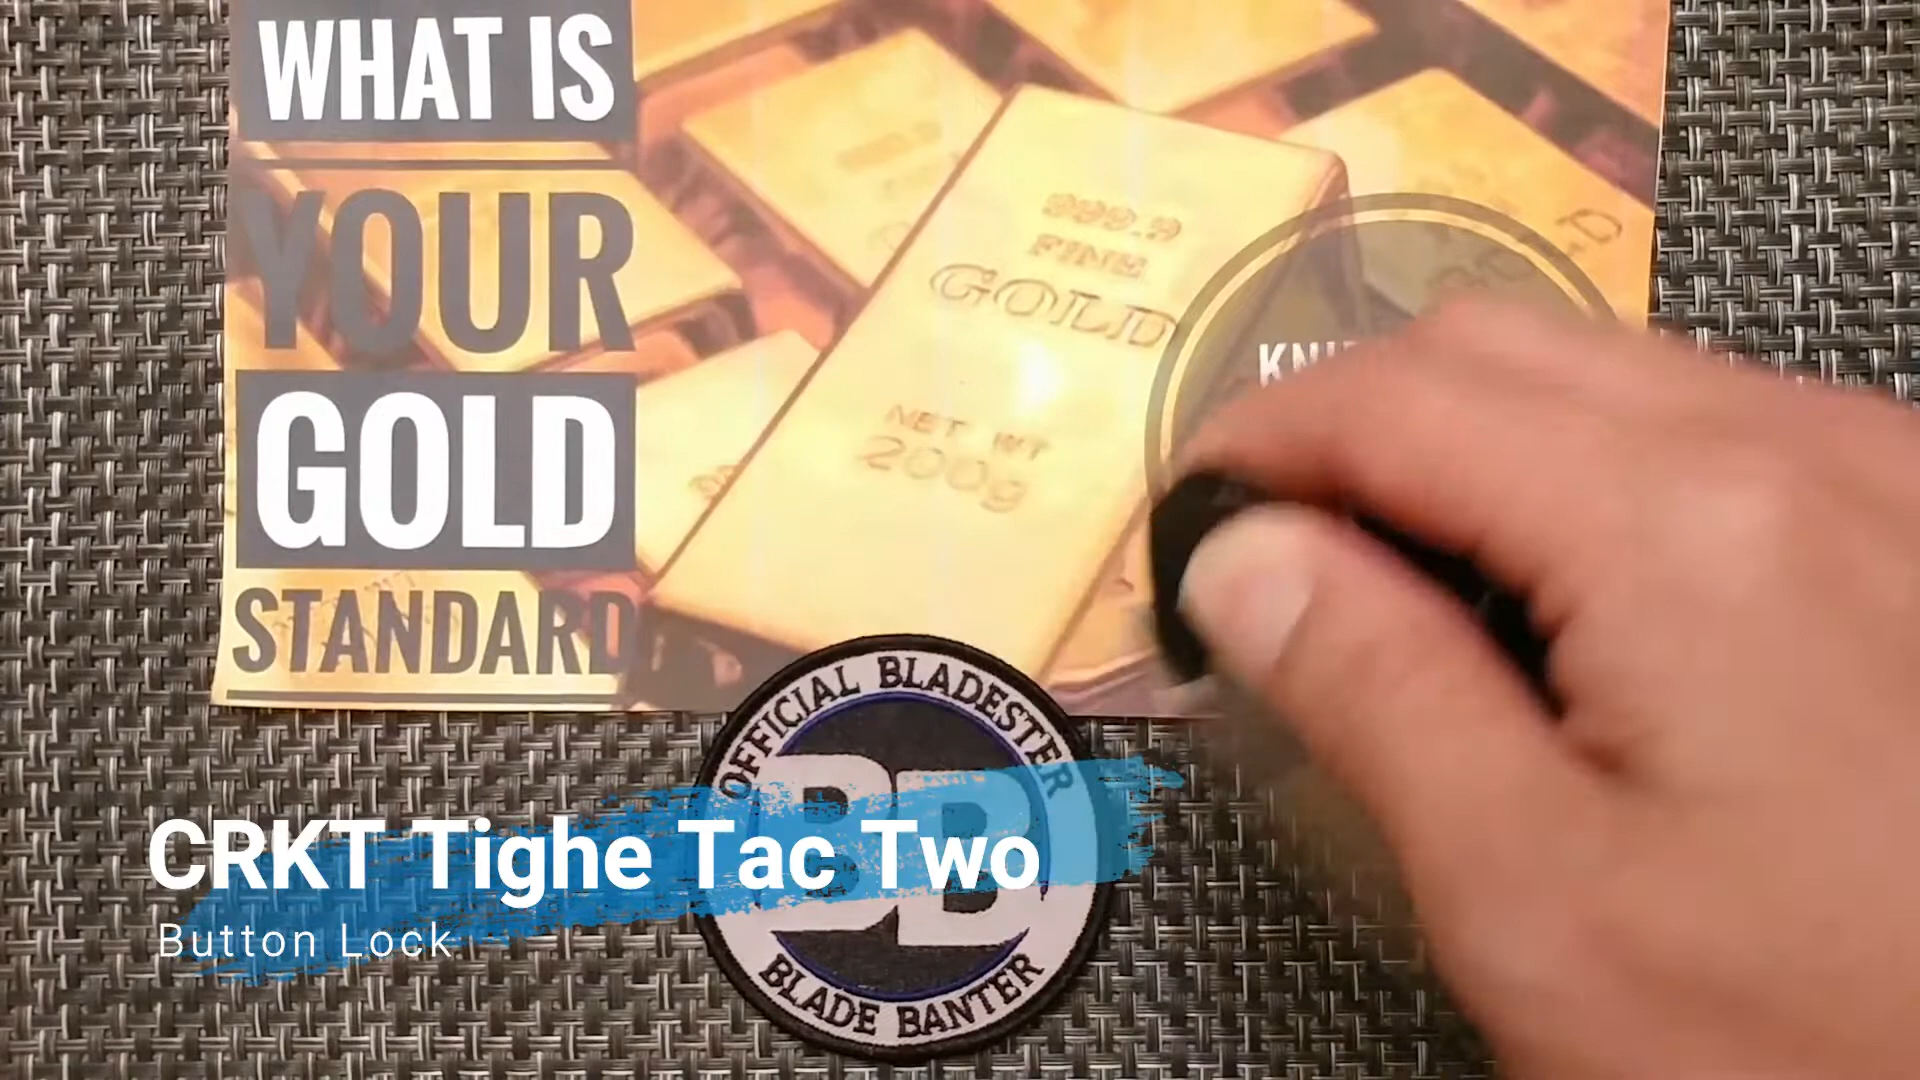 WHAT IS
YOUR
GOLD
STANDARD
999.9
FINE
GOLD
NET WT
200g
OFFICIAL BLADESTER
BB
BLADE BANTER
CRKT Tighe Tac Two
Button Lock